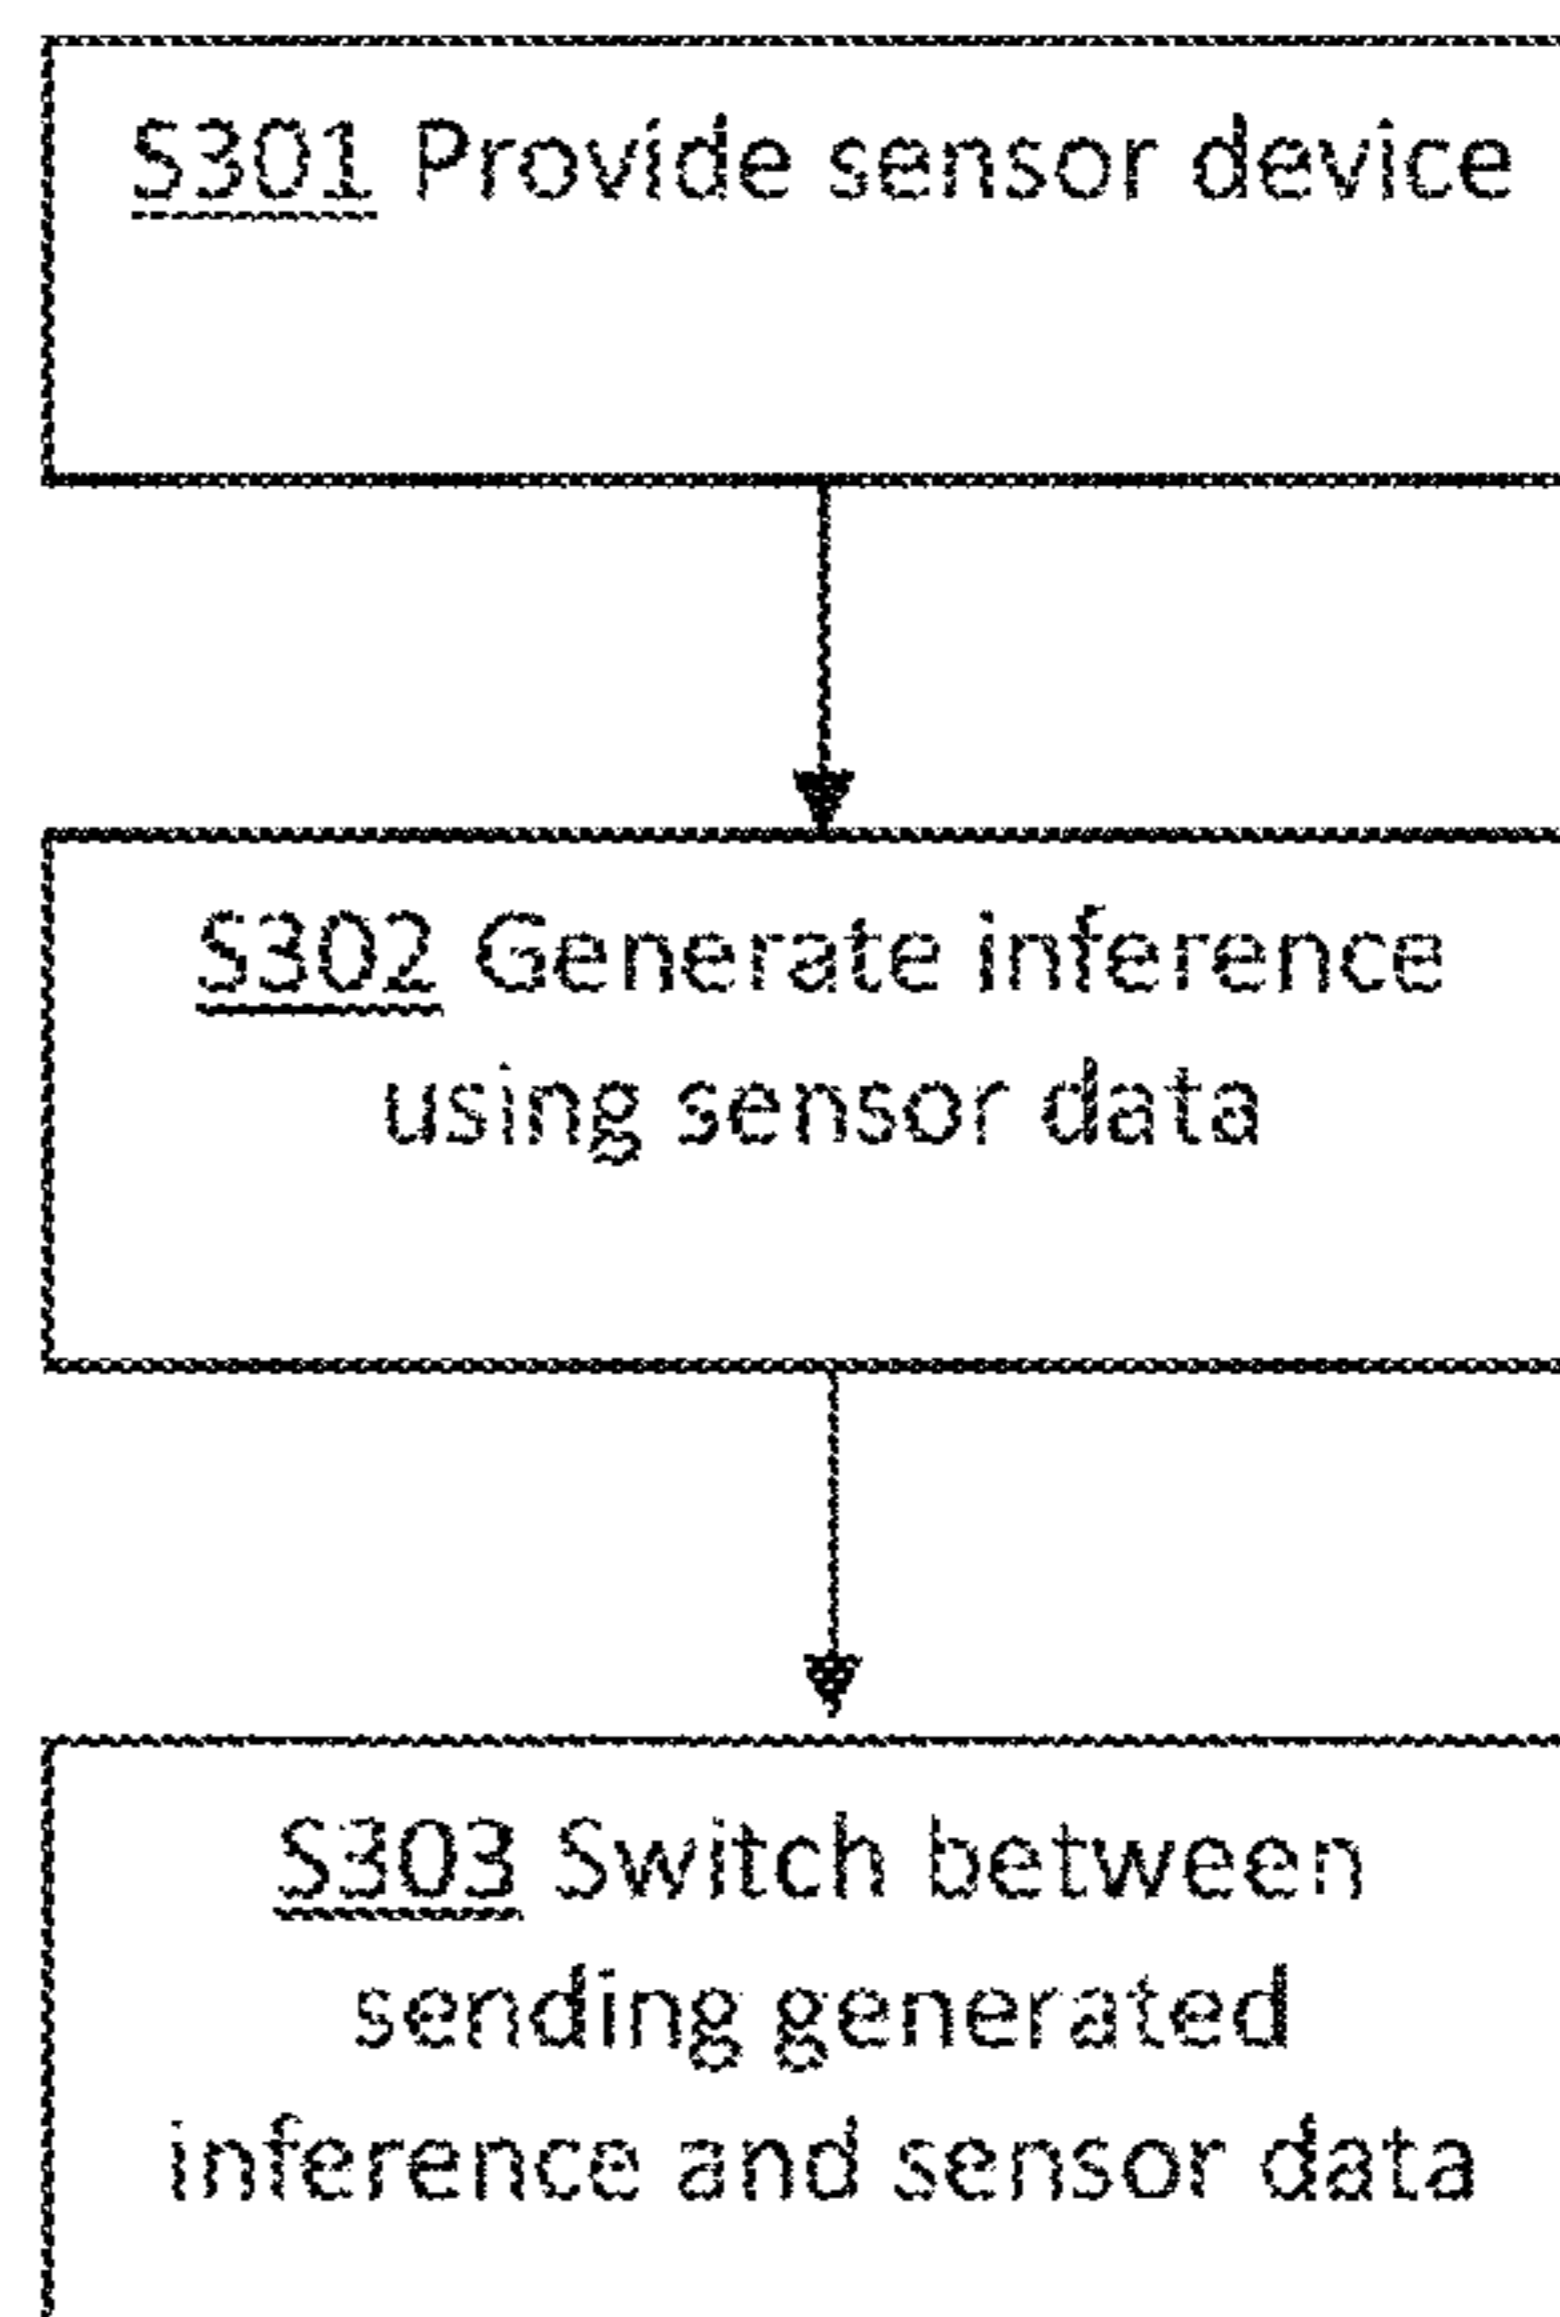 S301 Provide sensor device
S302 Generate inference
using sensor data
S303 Switch between
sending generated
inference and sensor data